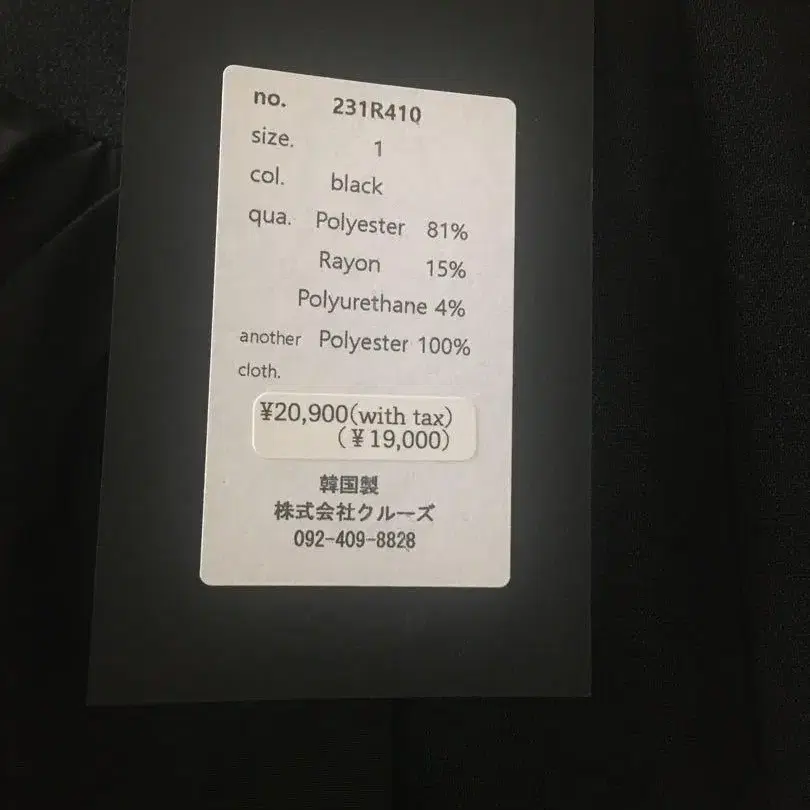 no. 231R410
size. 1
col. black
qua. Polyester 81%
Rayon 15%
Polyurethane 4%
another Polyester 100%
cloth.
¥20,900(with tax)
(¥19,000)
韓国製
株式会社クルーズ
092-409-8828